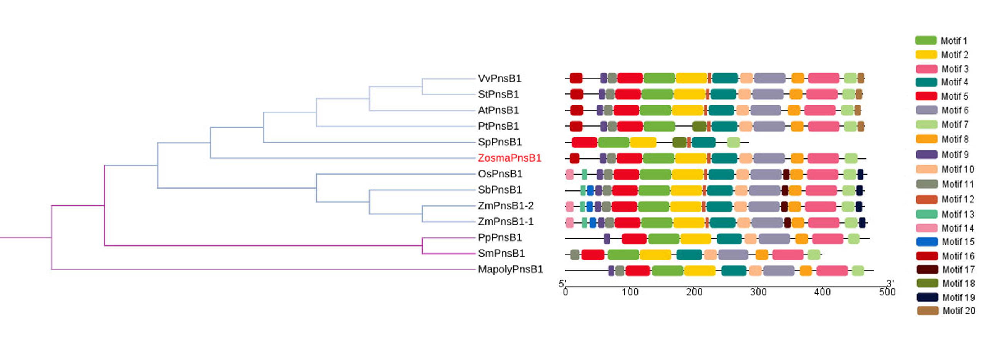 VvPnsB1
StPnsB1
AtPnsB1
PtPnsB1
SpPnsB1
ZosmaPnsB1
OsPnsB1
SbPnsB1
ZmPnsB1-2
ZmPnsB1-1
PpPnsB1
SmPnsB1
MapolyPnsB1
5' 3'
0 100 200 300 400 500
Motif 1
Motif 2
Motif 3
Motif 4
Motif 5
Motif 6
Motif 7
Motif 8
Motif 9
Motif 10
Motif 11
Motif 12
Motif 13
Motif 14
Motif 15
Motif 16
Motif 17
Motif 18
Motif 19
Motif 20